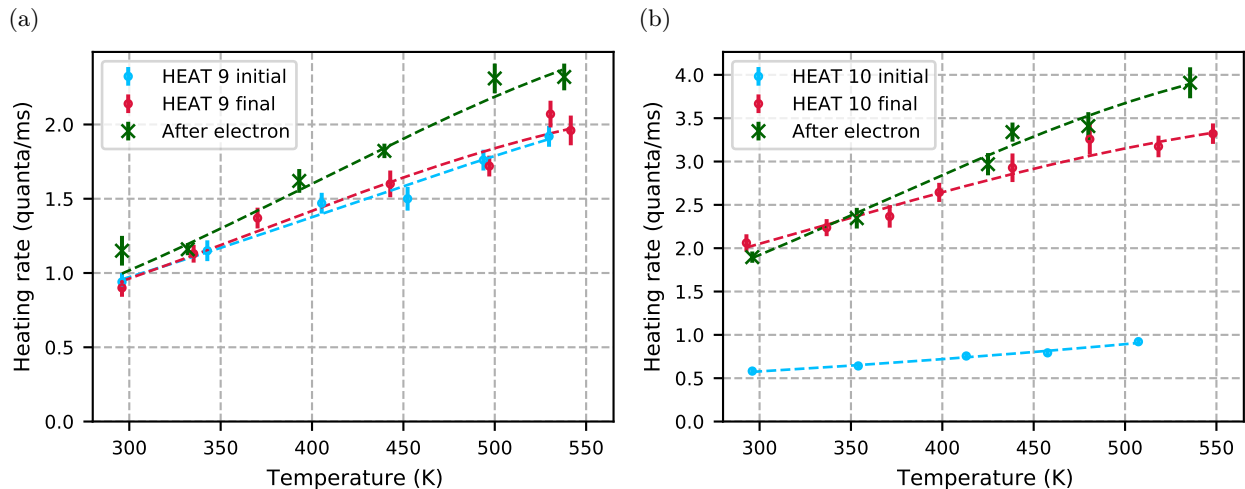 (a)
Heating rate (quanta/ms)
2.0
1.5
1.0
0.5
0.0
HEAT 9 initial
HEAT 9 final
After electron
300 350 400 450 500 550
Temperature (K)
(b)
Heating rate (quanta/ms)
4.0
3.5
3.0
2.5
2.0
1.5
1.0
0.5
0.0
HEAT 10 initial
HEAT 10 final
After electron
300 350 400 450 500 550
Temperature (K)